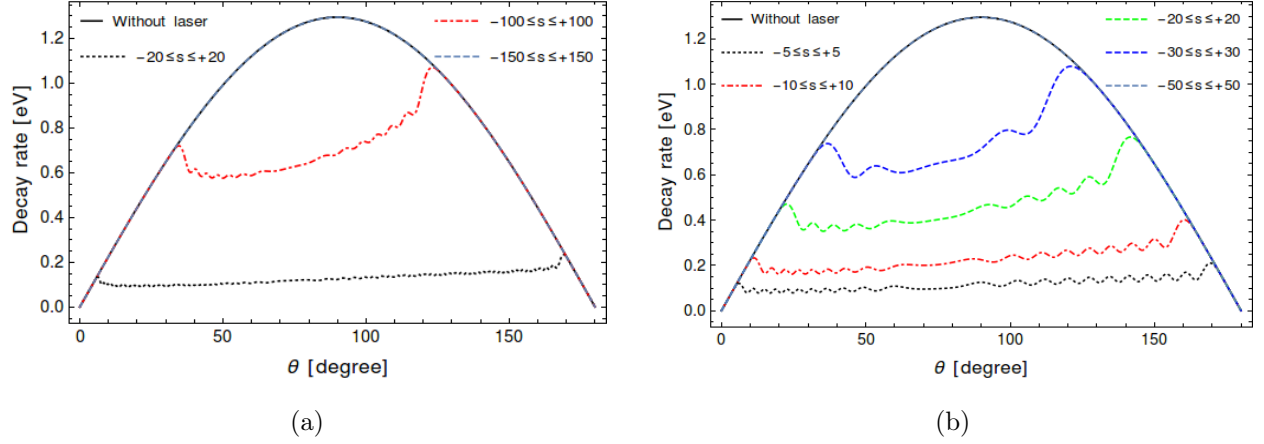 Without laser
−100≤s≤+100
−20≤s≤+20
−150≤s≤+150
Decay rate [eV]
1.2
1.0
0.8
0.6
0.4
0.2
0.0
0
50
100
150
θ [degree]
(a)
Without laser
−20≤s≤+20
−5≤s≤+5
−30≤s≤+30
−10≤s≤+10
−50≤s≤+50
Decay rate [eV]
1.2
1.0
0.8
0.6
0.4
0.2
0.0
0
50
100
150
θ [degree]
(b)